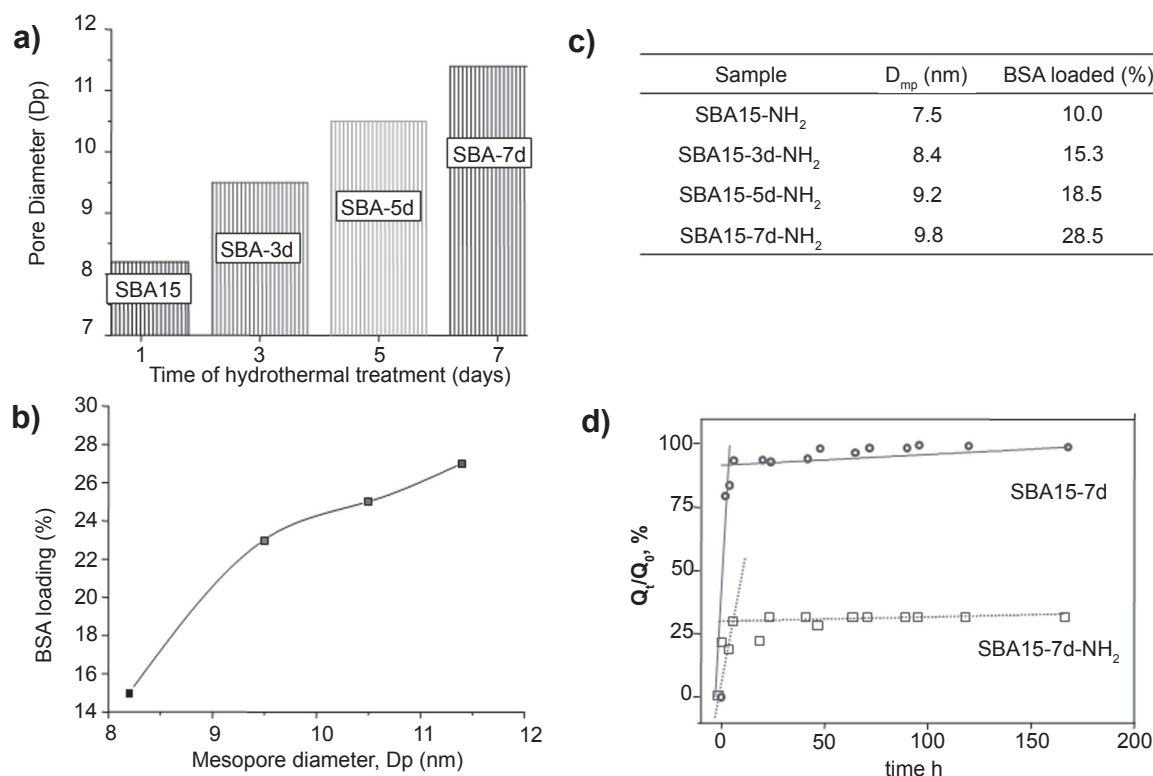 a)
12
11
10
9
8
7
Pore Diameter (Dp)
SBA15
SBA-3d
SBA-5d
SBA-7d
1 3 5 7
Time of hydrothermal treatment (days)
b)
30
28
26
24
22
20
18
16
14
BSA loading (%)
8 9 10 11 12
Mesopore diameter, Dp (nm)
c)
Sample Dmp (nm) BSA loaded (%)
SBA15-NH2 7.5 10.0
SBA15-3d-NH2 8.4 15.3
SBA15-5d-NH2 9.2 18.5
SBA15-7d-NH2 9.8 28.5
d)
100
75
50
25
0
Qt/Q0, %
SBA15-7d
SBA15-7d-NH2
0 50 100 150 200
time h